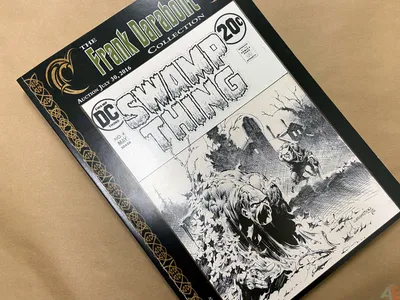 THE
Frank Darabont
COLLECTION
AUCTION JULY 30, 2016
DC
20¢
SWAMP
THING